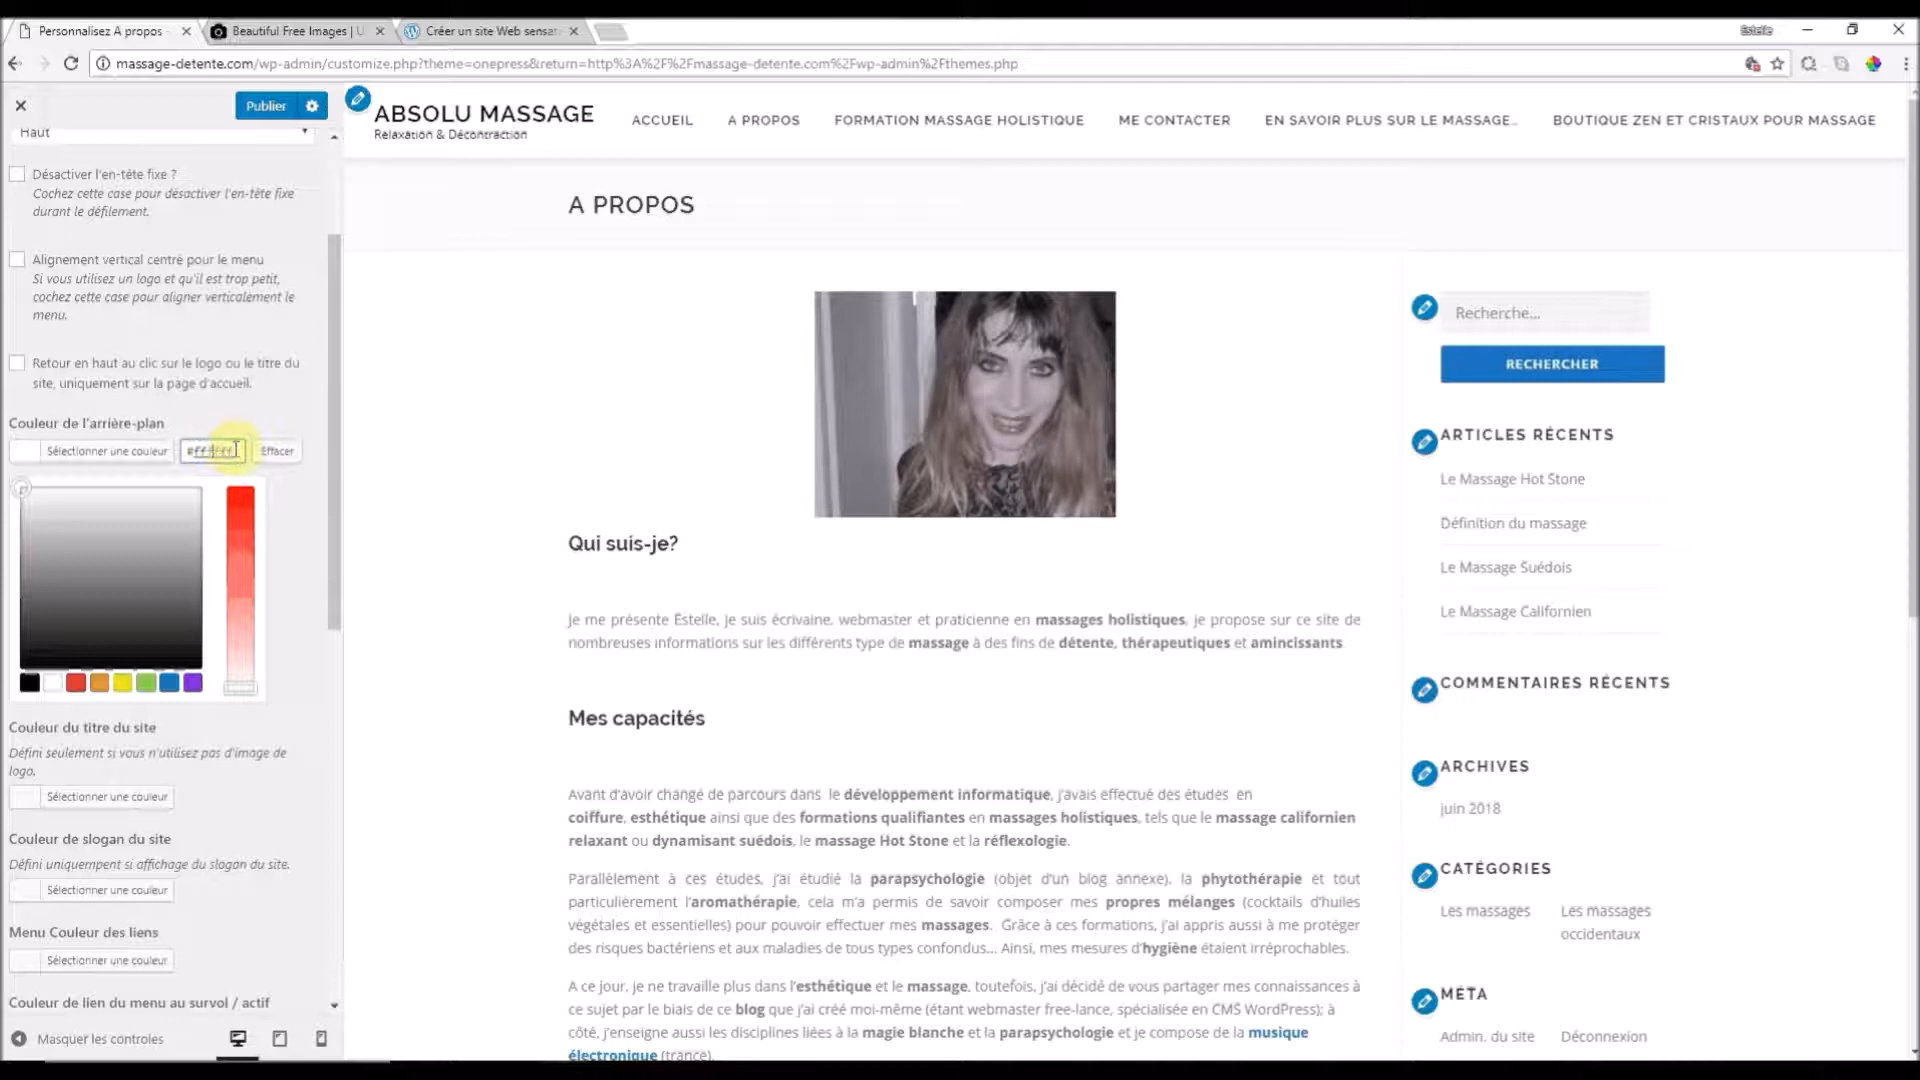 Personnalisez A propos
Beautiful Free Images | U
Créer un site Web sensat
Estelle
massage-detente.com/wp-admin/customize.php?theme=onepress&return=http%3A%2F%2Fmassage-detente.com%2Fwp-admin%2Fthemes.php
Publier
Haut
Désactiver l'en-tête fixe ?
Cochez cette case pour désactiver l'en-tête fixe
durant le défilement.
Alignement vertical centré pour le menu
Si vous utilisez un logo et qu'il est trop petit,
cochez cette case pour aligner verticalement le
menu.
Retour en haut au clic sur le logo ou le titre du
site, uniquement sur la page d'accueil.
Couleur de l'arrière-plan
Sélectionner une couleur
#ffffff
Effacer
Couleur du titre du site
Défini seulement si vous n'utilisez pas d'image de
logo.
Sélectionner une couleur
Couleur de slogan du site
Défini uniquempent si affichage du slogan du site.
Sélectionner une couleur
Menu Couleur des liens
Sélectionner une couleur
Couleur de lien du menu au survol / actif
Masquer les controles
ABSOLU MASSAGE
Relaxation & Décontraction
ACCUEIL
A PROPOS
FORMATION MASSAGE HOLISTIQUE
ME CONTACTER
EN SAVOIR PLUS SUR LE MASSAGE...
BOUTIQUE ZEN ET CRISTAUX POUR MASSAGE
A PROPOS
Qui suis-je?
Je me présente Estelle, je suis écrivaine, webmaster et praticienne en massages holistiques, je propose sur ce site de
nombreuses informations sur les différents type de massage à des fins de détente, thérapeutiques et amincissants.
Mes capacités
Avant d'avoir changé de parcours dans le développement informatique, j'avais effectué des études en
coiffure, esthétique ainsi que des formations qualifiantes en massages holistiques, tels que le massage californien
relaxant ou dynamisant suédois, le massage Hot Stone et la réflexologie.
Parallèlement à ces études, j'ai étudié la parapsychologie (objet d'un blog annexe), la phytothérapie et tout
particulièrement l'aromathérapie, cela m'a permis de savoir composer mes propres mélanges (cocktails d'huiles
végétales et essentielles) pour pouvoir effectuer mes massages. Grâce à ces formations, j'ai appris aussi à me protéger
des risques bactériens et aux maladies de tous types confondus... Ainsi, mes mesures d'hygiène étaient irréprochables.
A ce jour, je ne travaille plus dans l'esthétique et le massage, toutefois, j'ai décidé de vous partager mes connaissances à
ce sujet par le biais de ce blog que j'ai créé moi-même (étant webmaster free-lance, spécialisée en CMS WordPress); à
côté, j'enseigne aussi les disciplines liées à la magie blanche et la parapsychologie et je compose de la musique
électronique (trance).
Recherche...
RECHERCHER
ARTICLES RÉCENTS
Le Massage Hot Stone
Définition du massage
Le Massage Suédois
Le Massage Californien
COMMENTAIRES RÉCENTS
ARCHIVES
juin 2018
CATÉGORIES
Les massages
Les massages
occidentaux
MÉTA
Admin. du site
Déconnexion